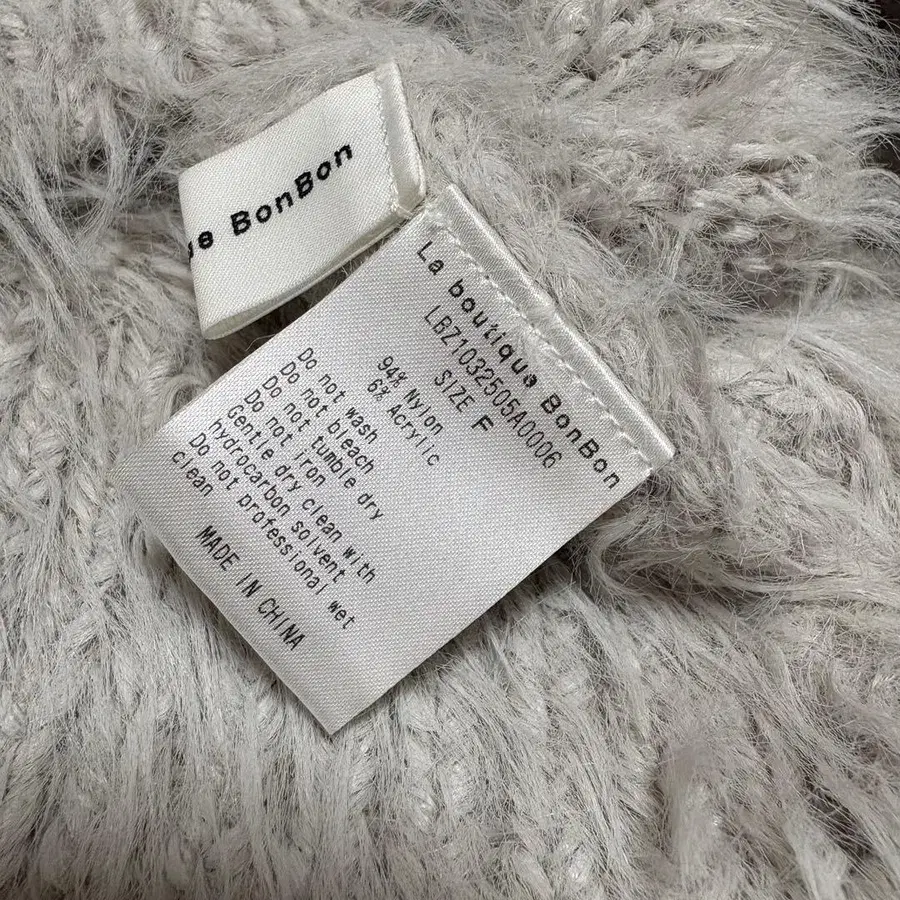 ue BonBon
La boutique BonBon
LBZ1032505A0006
SIZE F
94% Nylon
6% Acrylic
Do not wash
Do not bleach
Do not tumble dry
Do not iron
Gentle dry clean with
hydrocarbon solvent
Do not professional wet
clean
MADE IN CHINA